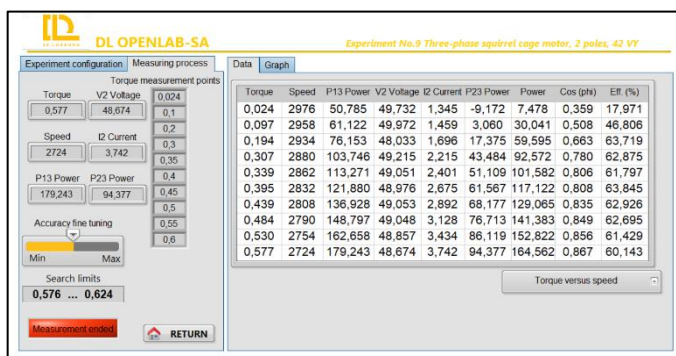 DL OPENLAB-SA
Experiment No.9 Three-phase squirrel cage motor, 2 poles, 42 VY
Experiment configuration Measuring process
Torque measurement points
Torque V2 Voltage
0,577 48,674
Speed I2 Current
2724 3,742
P13 Power P23 Power
179,243 94,377
0,024
0,1
0,2
0,3
0,35
0,4
0,45
0,5
0,55
0,6
Accuracy fine tuning
Min Max
Search limits
0,576 ... 0,624
Measurement ended
RETURN
Data Graph
Torque Speed P13 Power V2 Voltage I2 Current P23 Power Power Cos (phi) Eff. (%)
0,024 2976 50,785 49,732 1,345 -9,172 7,478 0,359 17,971
0,097 2958 61,122 49,972 1,459 3,060 30,041 0,508 46,806
0,194 2934 76,153 48,033 1,696 17,375 59,595 0,663 63,719
0,307 2880 103,746 49,215 2,215 43,484 92,572 0,780 62,875
0,339 2862 113,271 49,051 2,401 51,109 101,582 0,806 61,797
0,395 2832 121,880 48,976 2,675 61,567 117,122 0,808 63,845
0,439 2808 136,928 49,053 2,892 68,177 129,065 0,835 62,926
0,484 2790 148,797 49,048 3,128 76,713 141,383 0,849 62,695
0,530 2754 162,658 48,857 3,434 86,119 152,822 0,856 61,429
0,577 2724 179,243 48,674 3,742 94,377 164,562 0,867 60,143
Torque versus speed